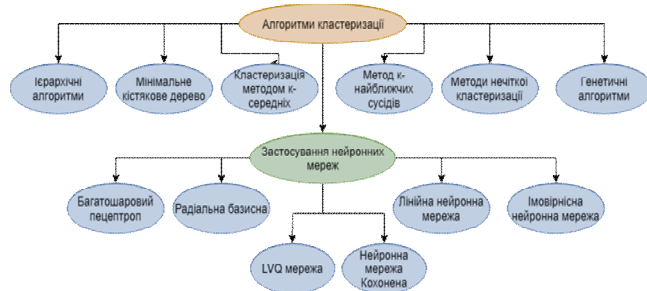 Алгоритми кластеризації
Ієрархічні
алгоритми
Мінімальне
кістякове дерево
Кластеризація
методом к-
середніх
Метод к-
найближчих
сусідів
Методи нечіткої
кластеризації
Генетичні
алгоритми
Застосування нейронних
мереж
Багатошаровий
пецептроп
Радіальна базисна
LVQ мережа
Нейронна
мережа
Кохонена
Лінійна нейронна
мережа
Імовірнісна
нейронна мережа